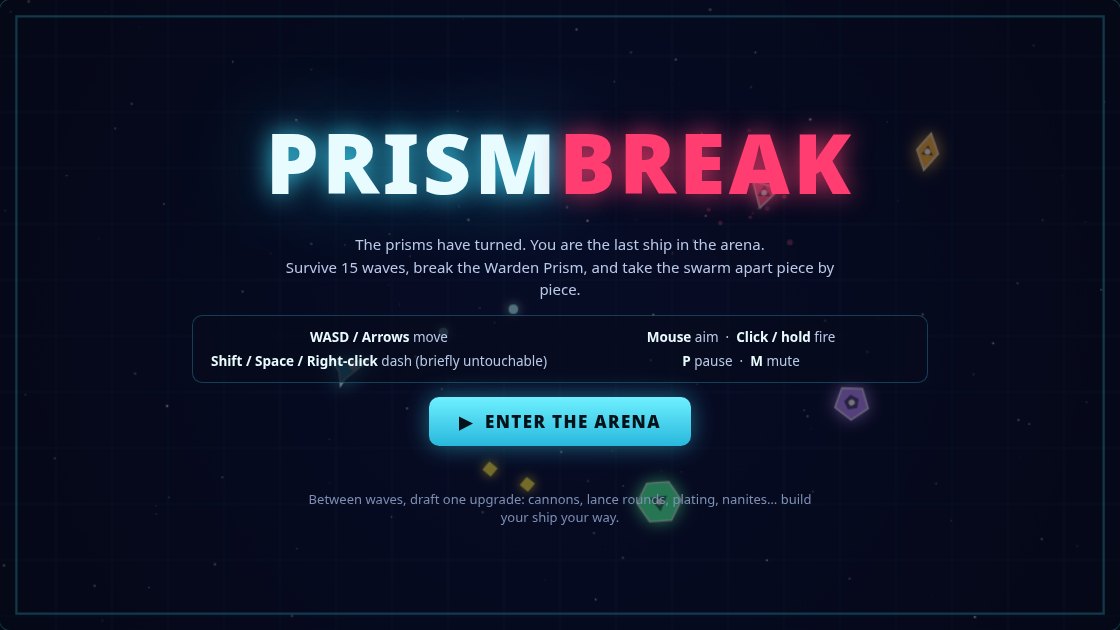 PRISMBREAK
The prisms have turned. You are the last ship in the arena.
Survive 15 waves, break the Warden Prism, and take the swarm apart piece by
piece.
WASD / Arrows move
Mouse aim · Click / hold fire
Shift / Space / Right-click dash (briefly untouchable)
P pause · M mute
▶ ENTER THE ARENA
Between waves, draft one upgrade: cannons, lance rounds, plating, nanites... build
your ship your way.